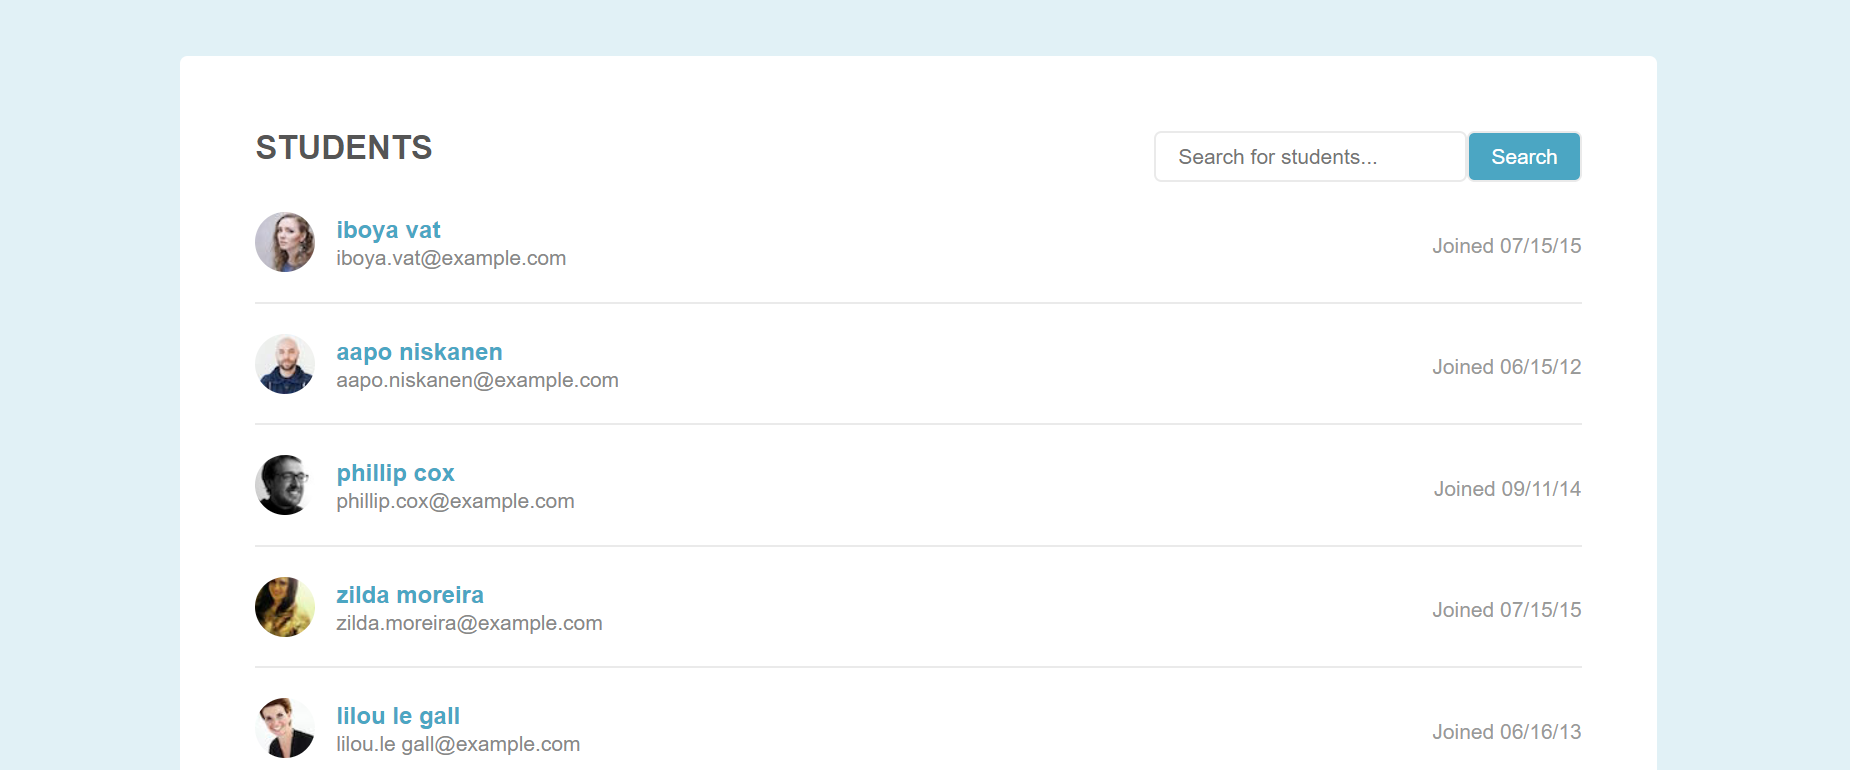 STUDENTS
Search for students...
Search
iboya vat
iboya.vat@example.com
Joined 07/15/15
aapo niskanen
aapo.niskanen@example.com
Joined 06/15/12
phillip cox
phillip.cox@example.com
Joined 09/11/14
zilda moreira
zilda.moreira@example.com
Joined 07/15/15
lilou le gall
lilou.le gall@example.com
Joined 06/16/13